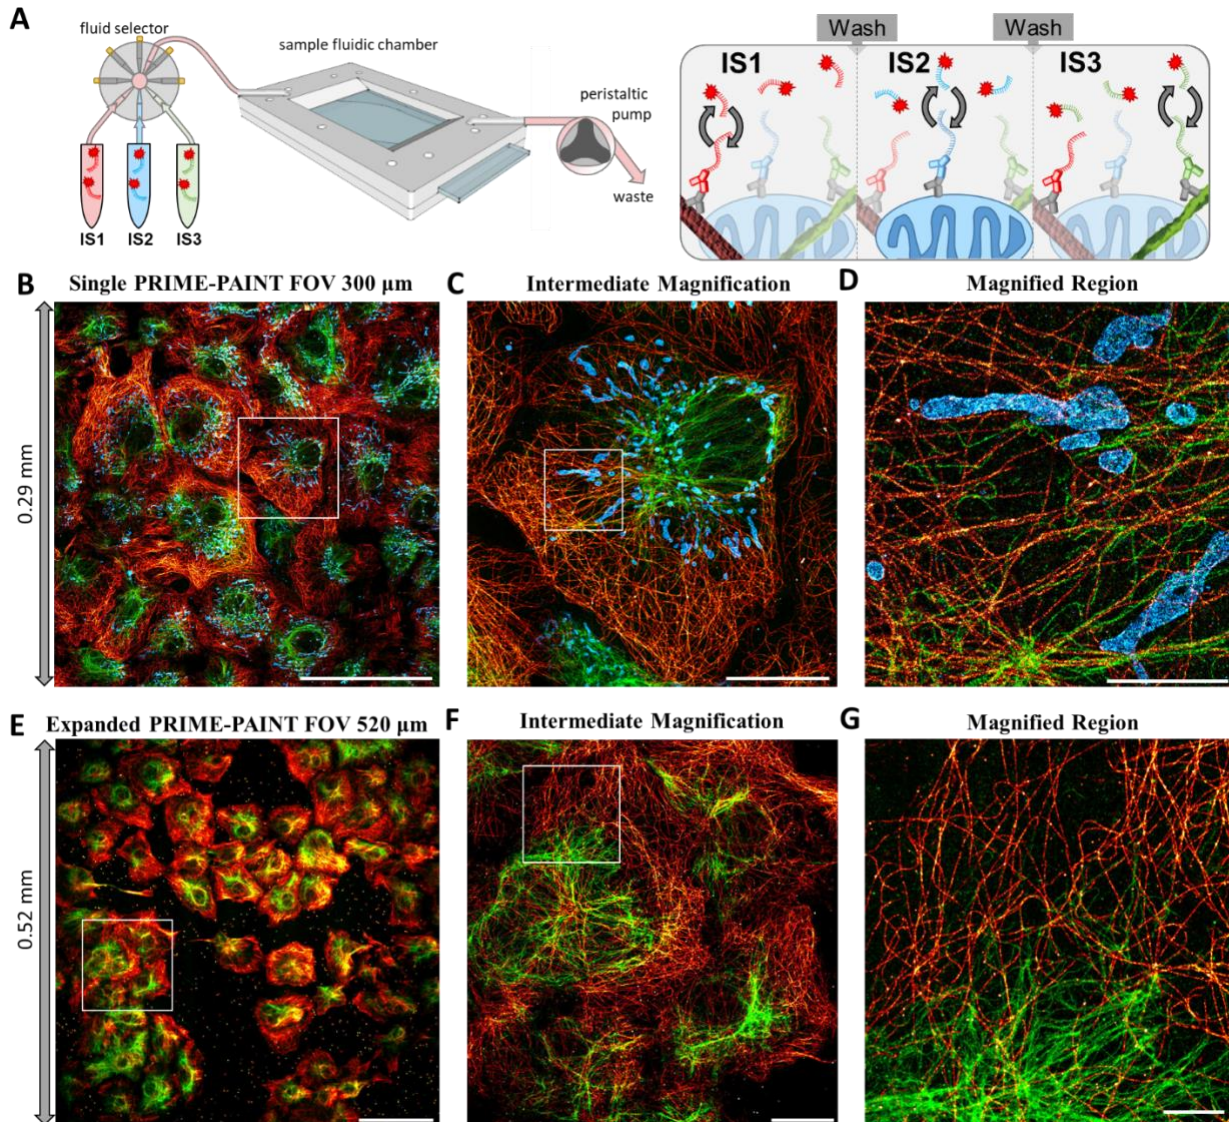 A
fluid selector
sample fluidic chamber
peristaltic
pump
waste
IS1 IS2 IS3
Wash Wash
IS1 IS2 IS3
B Single PRIME-PAINT FOV 300 μm
C Intermediate Magnification
D Magnified Region
0.29 mm
E Expanded PRIME-PAINT FOV 520 μm
F Intermediate Magnification
G Magnified Region
0.52 mm